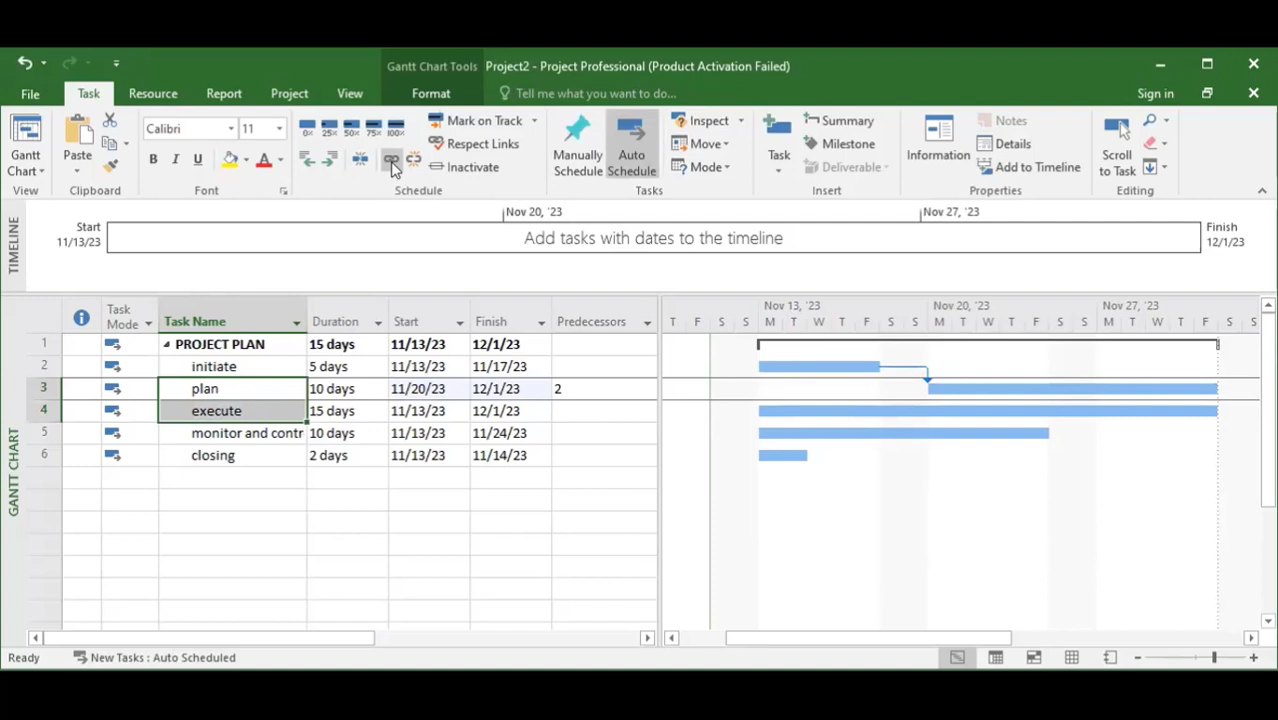 Gantt Chart Tools Project2 - Project Professional (Product Activation Failed)
File Task Resource Report Project View Format Tell me what you want to do... Sign in
Gantt Chart
View
Paste
Clipboard
Calibri 11
B I U A
Font
0% 25% 50% 75% 100%
Mark on Track
Respect Links
Inactivate
Schedule
Manually Schedule
Auto Schedule
Inspect
Move
Mode
Tasks
Task
Summary
Milestone
Deliverable
Insert
Information
Notes
Details
Add to Timeline
Properties
Scroll to Task
Editing
TIMELINE
Nov 20, '23 Nov 27, '23
Start
11/13/23
Add tasks with dates to the timeline
Finish
12/1/23
GANTT CHART
Task Mode Task Name Duration Start Finish Predecessors
Nov 13, '23 Nov 20, '23 Nov 27, '23
T F S S M T W T F S S M T W T F S S M T W T F S S
1 PROJECT PLAN 15 days 11/13/23 12/1/23
2 initiate 5 days 11/13/23 11/17/23
3 plan 10 days 11/20/23 12/1/23 2
4 execute 15 days 11/13/23 12/1/23
5 monitor and contr 10 days 11/13/23 11/24/23
6 closing 2 days 11/13/23 11/14/23
Ready New Tasks : Auto Scheduled